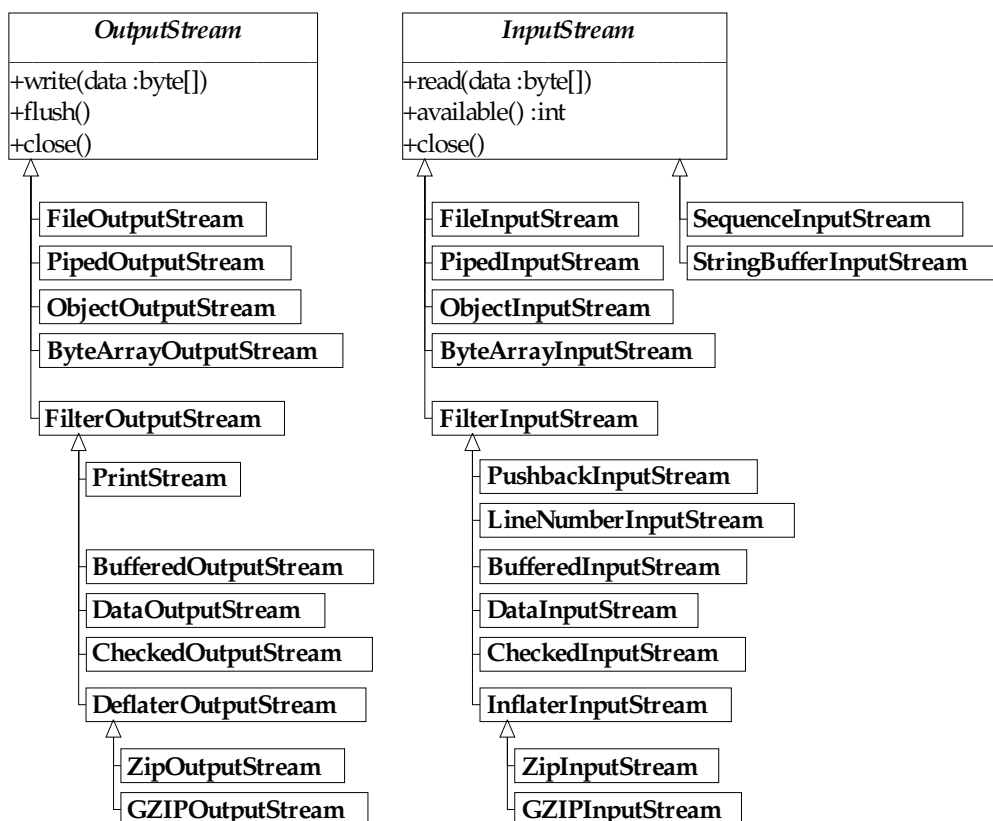 OutputStream
+write(data :byte[])
+flush()
+close()
FileOutputStream
PipedOutputStream
ObjectOutputStream
ByteArrayOutputStream
FilterOutputStream
PrintStream
BufferedOutputStream
DataOutputStream
CheckedOutputStream
DeflaterOutputStream
ZipOutputStream
GZIPOutputStream
InputStream
+read(data :byte[])
+available() :int
+close()
FileInputStream
PipedInputStream
ObjectInputStream
ByteArrayInputStream
FilterInputStream
PushbackInputStream
LineNumberInputStream
BufferedInputStream
DataInputStream
CheckedInputStream
InflaterInputStream
ZipInputStream
GZIPInputStream
SequenceInputStream
StringBufferInputStream